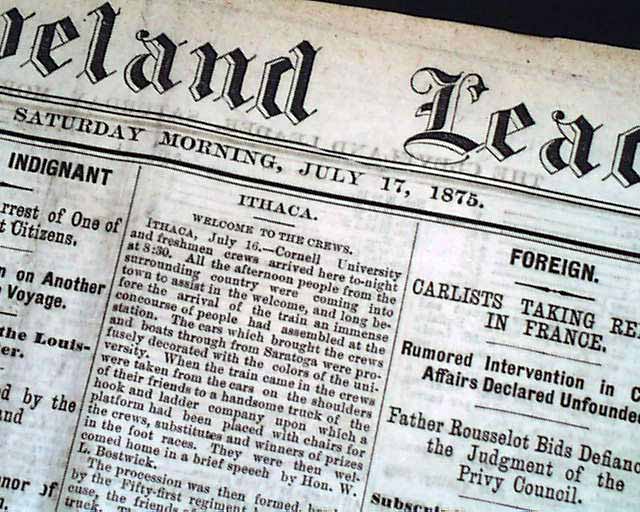 eland Lea
SATURDAY MORNING, JULY 17, 1875.
INDIGNANT
rrest of One of
t Citizens.
n on Another
Voyage.
the Louis-
er.
d by the
and
nor of
ITHACA.
WELCOME TO THE CREWS.
ITHACA, July 16.—Cornell University
and freshmen crews arrived here to-night
at 8:30. All the afternoon people from the
surrounding country were coming into
town to assist in the welcome, and long be-
fore the arrival of the train an immense
concourse of people had assembled at the
station. The cars which brought the crews
and boats through from Saratoga were pro-
fusely decorated with the colors of the uni-
versity. When the train came in the crews
were taken from the cars on the shoulders
of their friends to a handsome truck of the
hook and ladder company upon which a
platform had been placed with chairs for
the crews, substitutes and winners of prizes
in the foot races. They were then wel-
comed home in a brief speech by Hon. W.
L. Bostwick.
The procession was then formed,
by the Fifty-first regiment
cuse, the friends of
truck.
FOREIGN.
CARLISTS TAKING RE
IN FRANCE.
Rumored Intervention in C
Affairs Declared Unfounde
Father Rousselot Bids Defianc
the Judgment of the
Privy Council.
Subscri